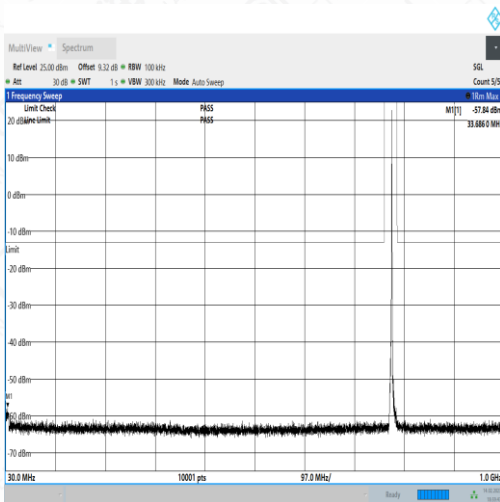 MultiView Spectrum
Ref Level 25.00 dBm Offset 9.32 dB RBW 100 kHz SGL
Att 30 dB SWT 1 s VBW 300 kHz Mode Auto Sweep Count 5/5
1 Frequency Sweep 1Rm Max
Limit Check PASS M1[1] -57.84 dBm
20 dBm Line Limit PASS 33.6860 MH
10 dBm
0 dBm
-10 dBm
Limit
-20 dBm
-30 dBm
-40 dBm
-50 dBm
M1
-60 dBm
-70 dBm
30.0 MHz 10001 pts 97.0 MHz/ 1.0 GH
Ready